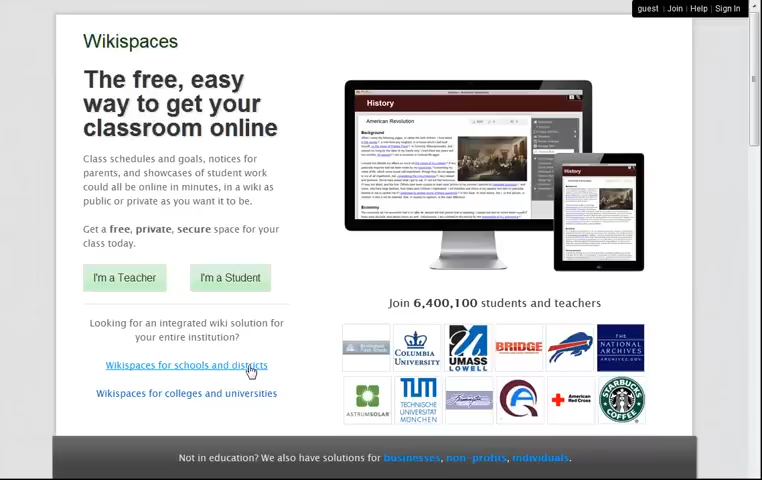 guest | Join | Help | Sign In
Wikispaces
The free, easy
way to get your
classroom online
Class schedules and goals, notices for
parents, and showcases of student work
could all be online in minutes, in a wiki as
public or private as you want it to be.
Get a free, private, secure space for your
class today.
I'm a Teacher
I'm a Student
Looking for an integrated wiki solution for
your entire institution?
Wikispaces for schools and districts
Wikispaces for colleges and universities
History
American Revolution
Background
Economy
History
Join 6,400,100 students and teachers
COLUMBIA
UNIVERSITY
UMASS
LOWELL
BRIDGE
THE
NATIONAL
ARCHIVES
ASTRUMSOLAR
TUM
TECHNISCHE
UNIVERSITÄT
MÜNCHEN
American
Red Cross
STARBUCKS
COFFEE
Not in education? We also have solutions for businesses, non-profits, individuals.